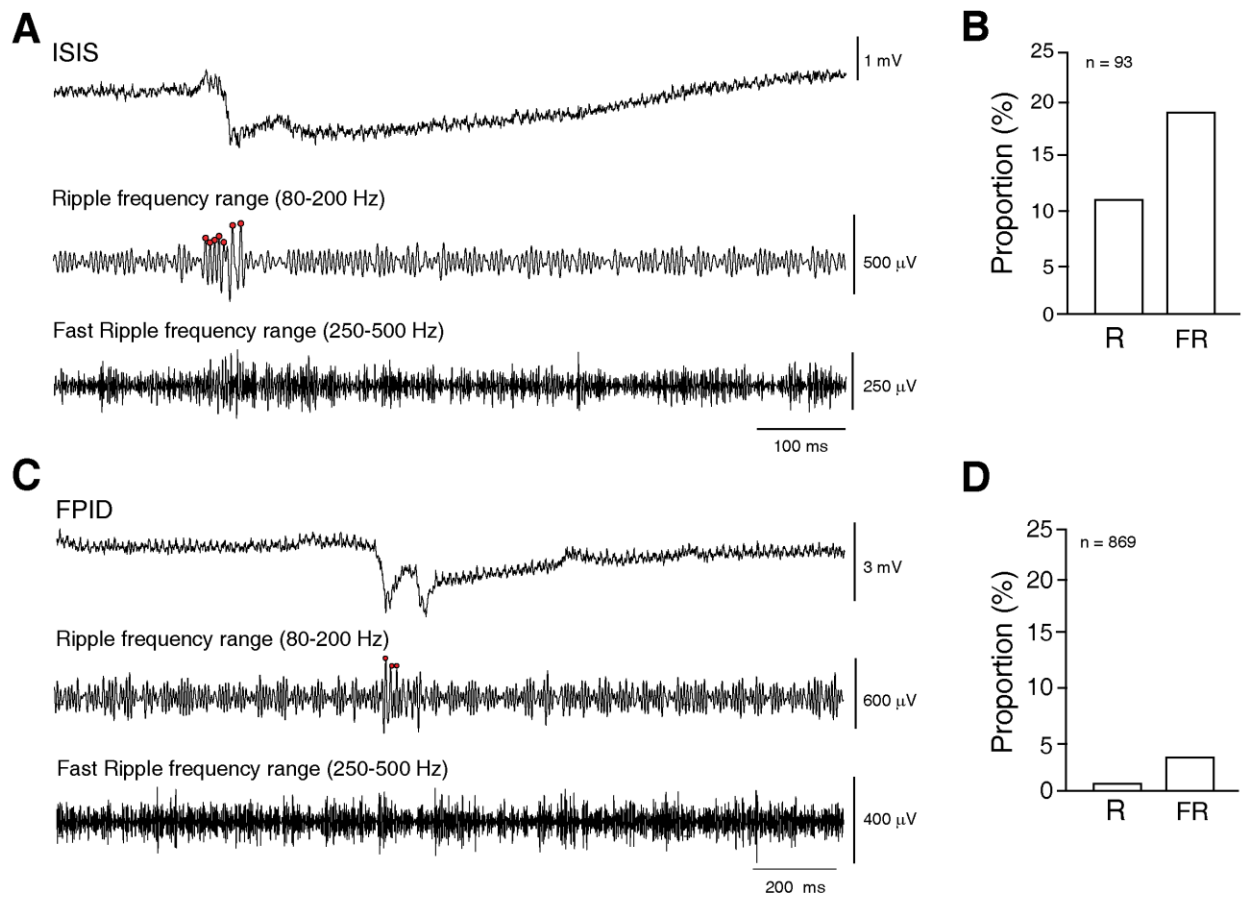 A
ISIS
1 mV
Ripple frequency range (80-200 Hz)
500 μV
Fast Ripple frequency range (250-500 Hz)
250 μV
100 ms
B
Proportion (%)
25
20
15
10
5
0
n = 93
R FR
C
FPID
3 mV
Ripple frequency range (80-200 Hz)
600 μV
Fast Ripple frequency range (250-500 Hz)
400 μV
200 ms
D
Proportion (%)
25
20
15
10
5
0
n = 869
R FR